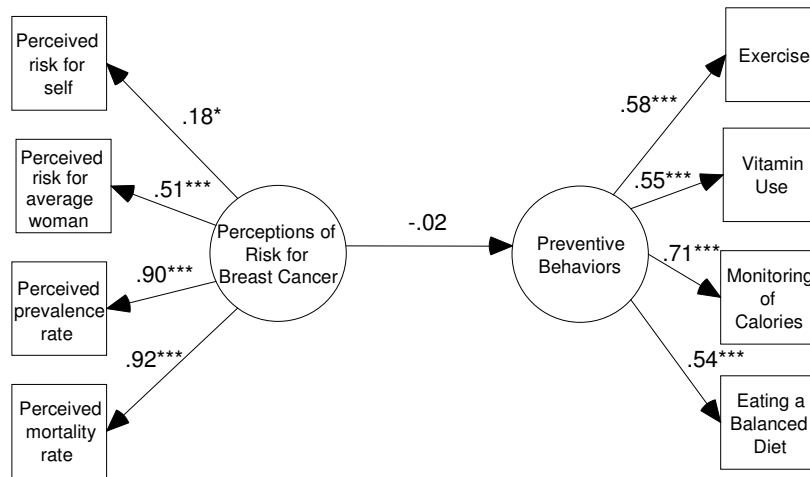 Perceived
risk for
self
.18*
Perceived
risk for
average
woman
.51***
Perceived
prevalence
rate
.90***
Perceived
mortality
rate
.92***
Perceptions of
Risk for
Breast Cancer
-.02
Preventive
Behaviors
.58***
Exercise
.55***
Vitamin
Use
.71***
Monitoring
of
Calories
.54***
Eating a
Balanced
Diet